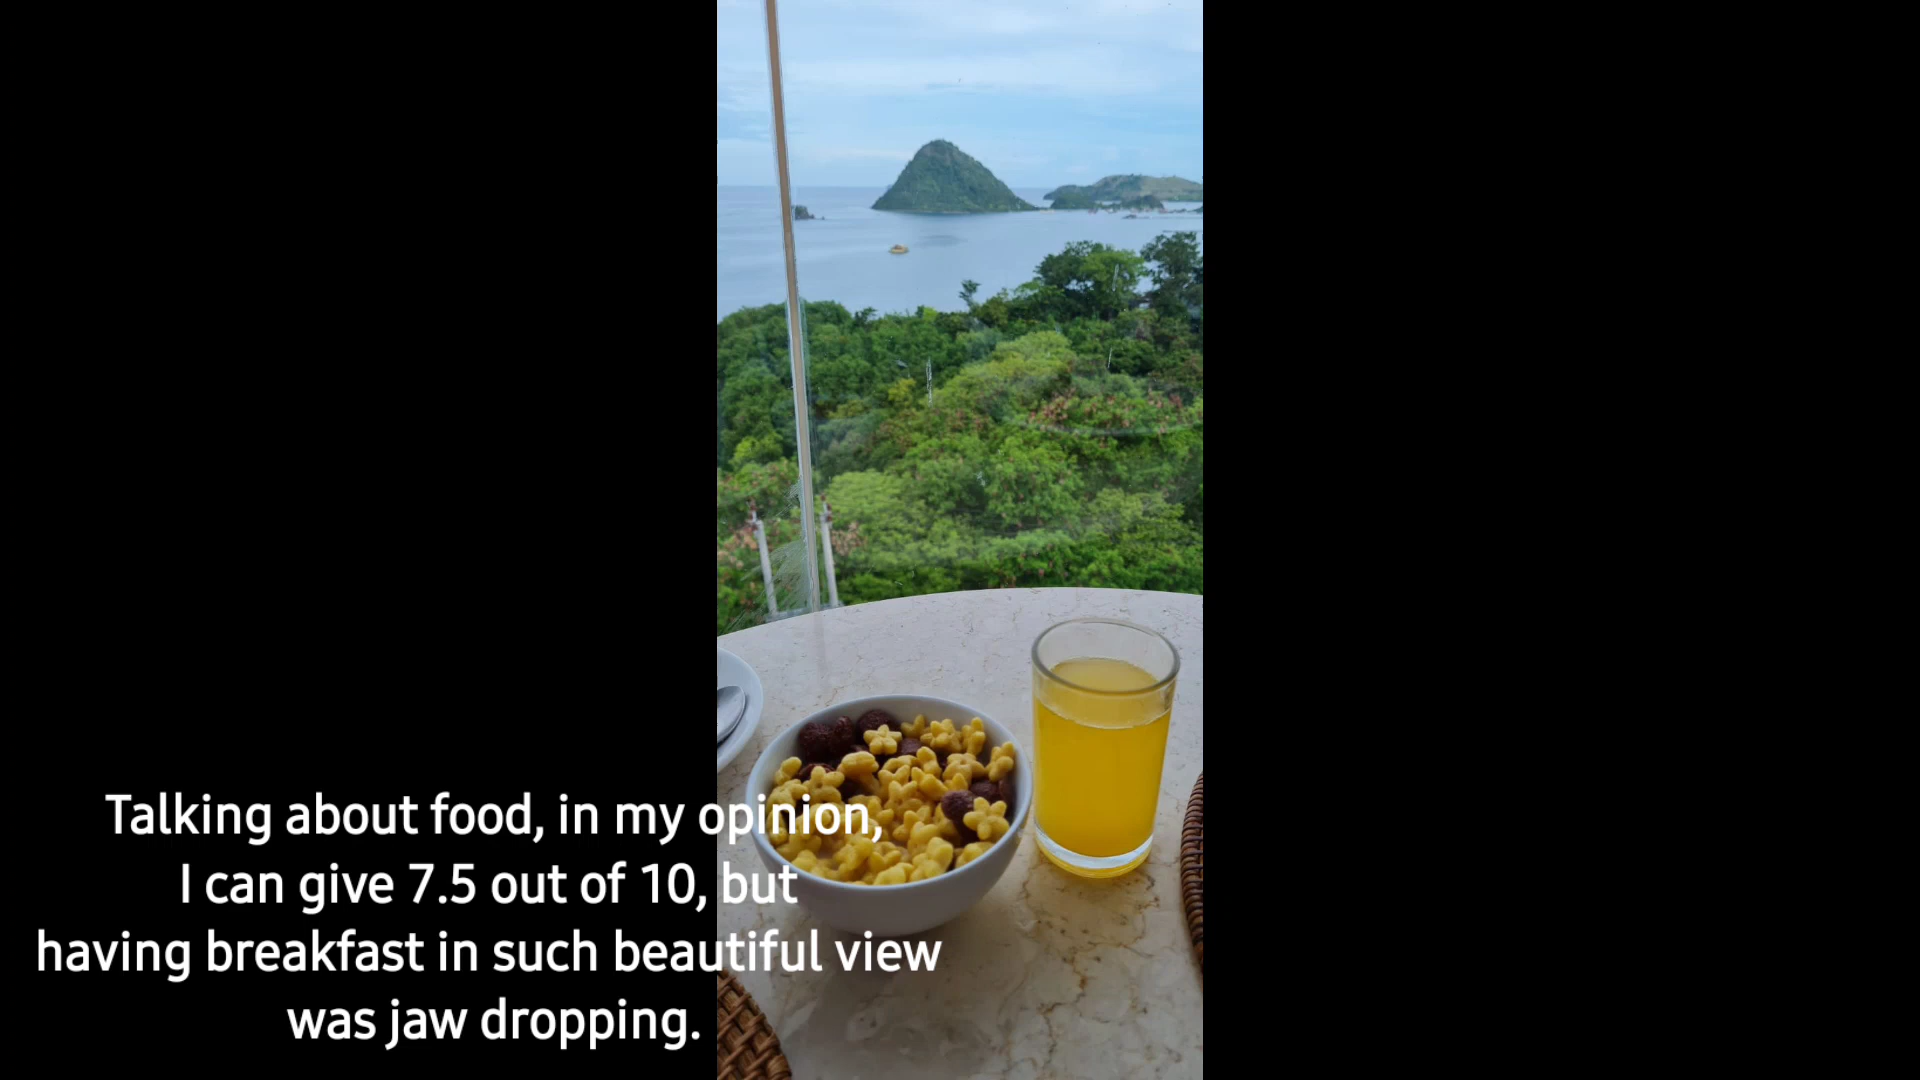 Talking about food, in my opinion,
I can give 7.5 out of 10, but
having breakfast in such beautiful view
was jaw dropping.